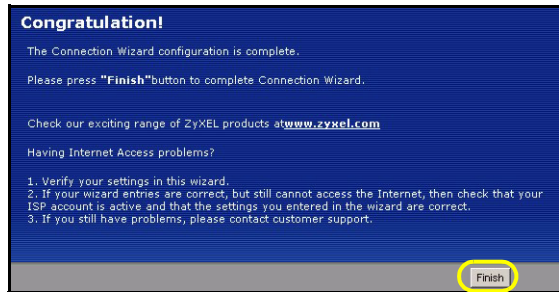 Congratulation!
The Connection Wizard configuration is complete.
Please press "Finish"button to complete Connection Wizard.
Check our exciting range of ZyXEL products atwww.zyxel.com
Having Internet Access problems?
1. Verify your settings in this wizard.
2. If your wizard entries are correct, but still cannot access the Internet, then check that your
ISP account is active and that the settings you entered in the wizard are correct.
3. If you still have problems, please contact customer support.
Finish